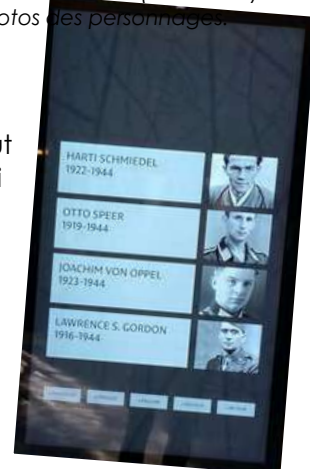 otos des personnages.
ut
i
HARTI SCHMIEDEL
1922-1944
OTTO SPEER
1919-1944
JOACHIM VON OPPEL
1923-1944
LAWRENCE S. GORDON
1916-1944